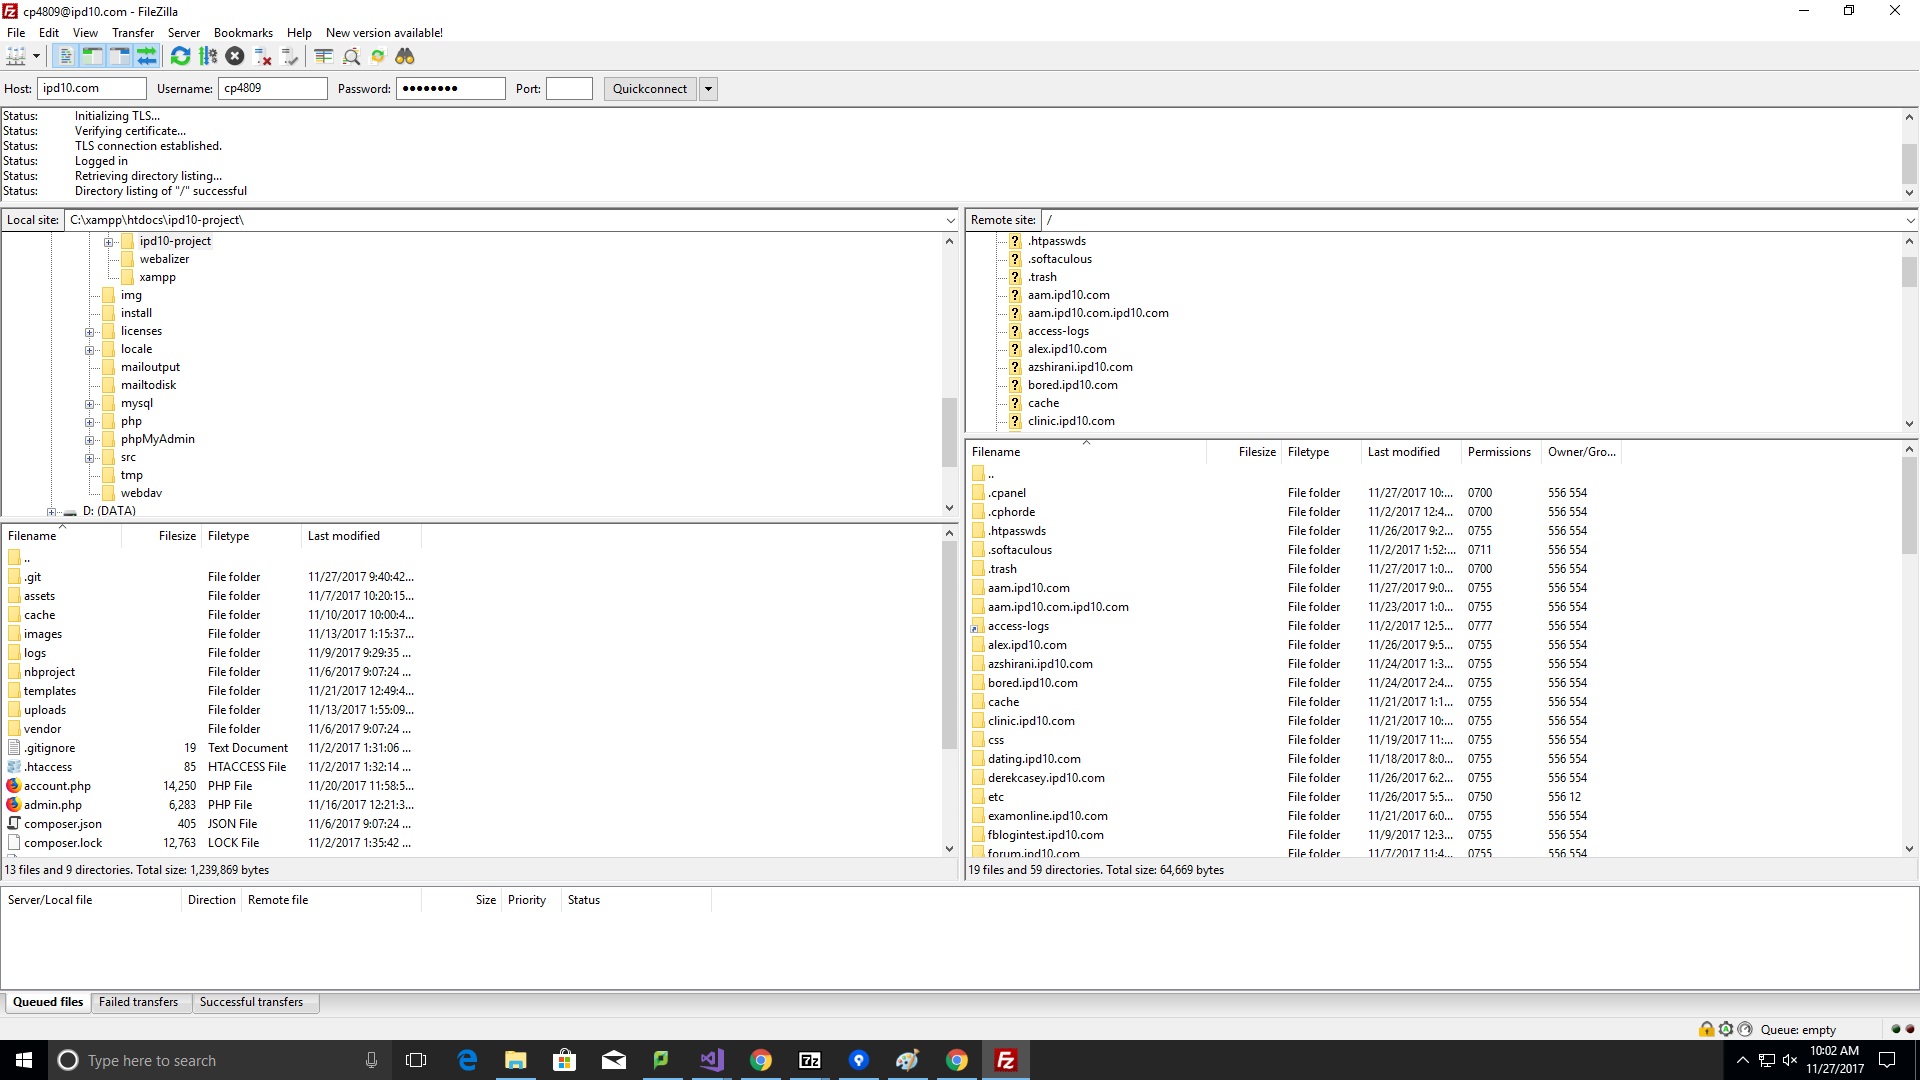 cp4809@ipd10.com - FileZilla
File Edit View Transfer Server Bookmarks Help New version available!
Host: ipd10.com Username: cp4809 Password: •••••••• Port: Quickconnect
Status: Initializing TLS...
Status: Verifying certificate...
Status: TLS connection established.
Status: Logged in
Status: Retrieving directory listing...
Status: Directory listing of "/" successful
Local site: C:\xampp\htdocs\ipd10-project\
ipd10-project
webalizer
xampp
img
install
licenses
locale
mailoutput
mailtodisk
mysql
php
phpMyAdmin
src
tmp
webdav
D: (DATA)
Filename Filesize Filetype Last modified
..
.git File folder 11/27/2017 9:40:42...
assets File folder 11/7/2017 10:20:15...
cache File folder 11/10/2017 10:00:4...
images File folder 11/13/2017 1:15:37...
logs File folder 11/9/2017 9:29:35 ...
nbproject File folder 11/6/2017 9:07:24 ...
templates File folder 11/21/2017 12:49:4...
uploads File folder 11/13/2017 1:55:09...
vendor File folder 11/6/2017 9:07:24 ...
.gitignore 19 Text Document 11/2/2017 1:31:06 ...
.htaccess 85 HTACCESS File 11/2/2017 1:32:14 ...
account.php 14,250 PHP File 11/20/2017 11:58:5...
admin.php 6,283 PHP File 11/16/2017 12:21:3...
composer.json 405 JSON File 11/6/2017 9:07:24 ...
composer.lock 12,763 LOCK File 11/2/2017 1:35:42 ...
13 files and 9 directories. Total size: 1,239,869 bytes
Remote site: /
.htpasswds
.softaculous
.trash
aam.ipd10.com
aam.ipd10.com.ipd10.com
access-logs
alex.ipd10.com
azshirani.ipd10.com
bored.ipd10.com
cache
clinic.ipd10.com
Filename Filesize Filetype Last modified Permissions Owner/Gro...
..
.cpanel File folder 11/27/2017 10:... 0700 556 554
.cphorde File folder 11/2/2017 12:4... 0700 556 554
.htpasswds File folder 11/26/2017 9:2... 0755 556 554
.softaculous File folder 11/2/2017 1:52:... 0711 556 554
.trash File folder 11/27/2017 1:0... 0700 556 554
aam.ipd10.com File folder 11/27/2017 9:0... 0755 556 554
aam.ipd10.com.ipd10.com File folder 11/23/2017 1:0... 0755 556 554
access-logs File folder 11/2/2017 12:5... 0777 556 554
alex.ipd10.com File folder 11/26/2017 9:5... 0755 556 554
azshirani.ipd10.com File folder 11/24/2017 1:3... 0755 556 554
bored.ipd10.com File folder 11/24/2017 2:4... 0755 556 554
cache File folder 11/21/2017 1:1... 0755 556 554
clinic.ipd10.com File folder 11/21/2017 10:... 0755 556 554
css File folder 11/19/2017 11:... 0755 556 554
dating.ipd10.com File folder 11/18/2017 8:0... 0755 556 554
derekcasey.ipd10.com File folder 11/26/2017 6:2... 0755 556 554
etc File folder 11/26/2017 5:5... 0750 556 12
examonline.ipd10.com File folder 11/21/2017 6:0... 0755 556 554
fblogintest.ipd10.com File folder 11/9/2017 12:3... 0755 556 554
forum.ipd10.com File folder 11/7/2017 11:4... 0755 556 554
19 files and 59 directories. Total size: 64,669 bytes
Server/Local file Direction Remote file Size Priority Status
Queued files Failed transfers Successful transfers
Queue: empty
Type here to search
10:02 AM
11/27/2017